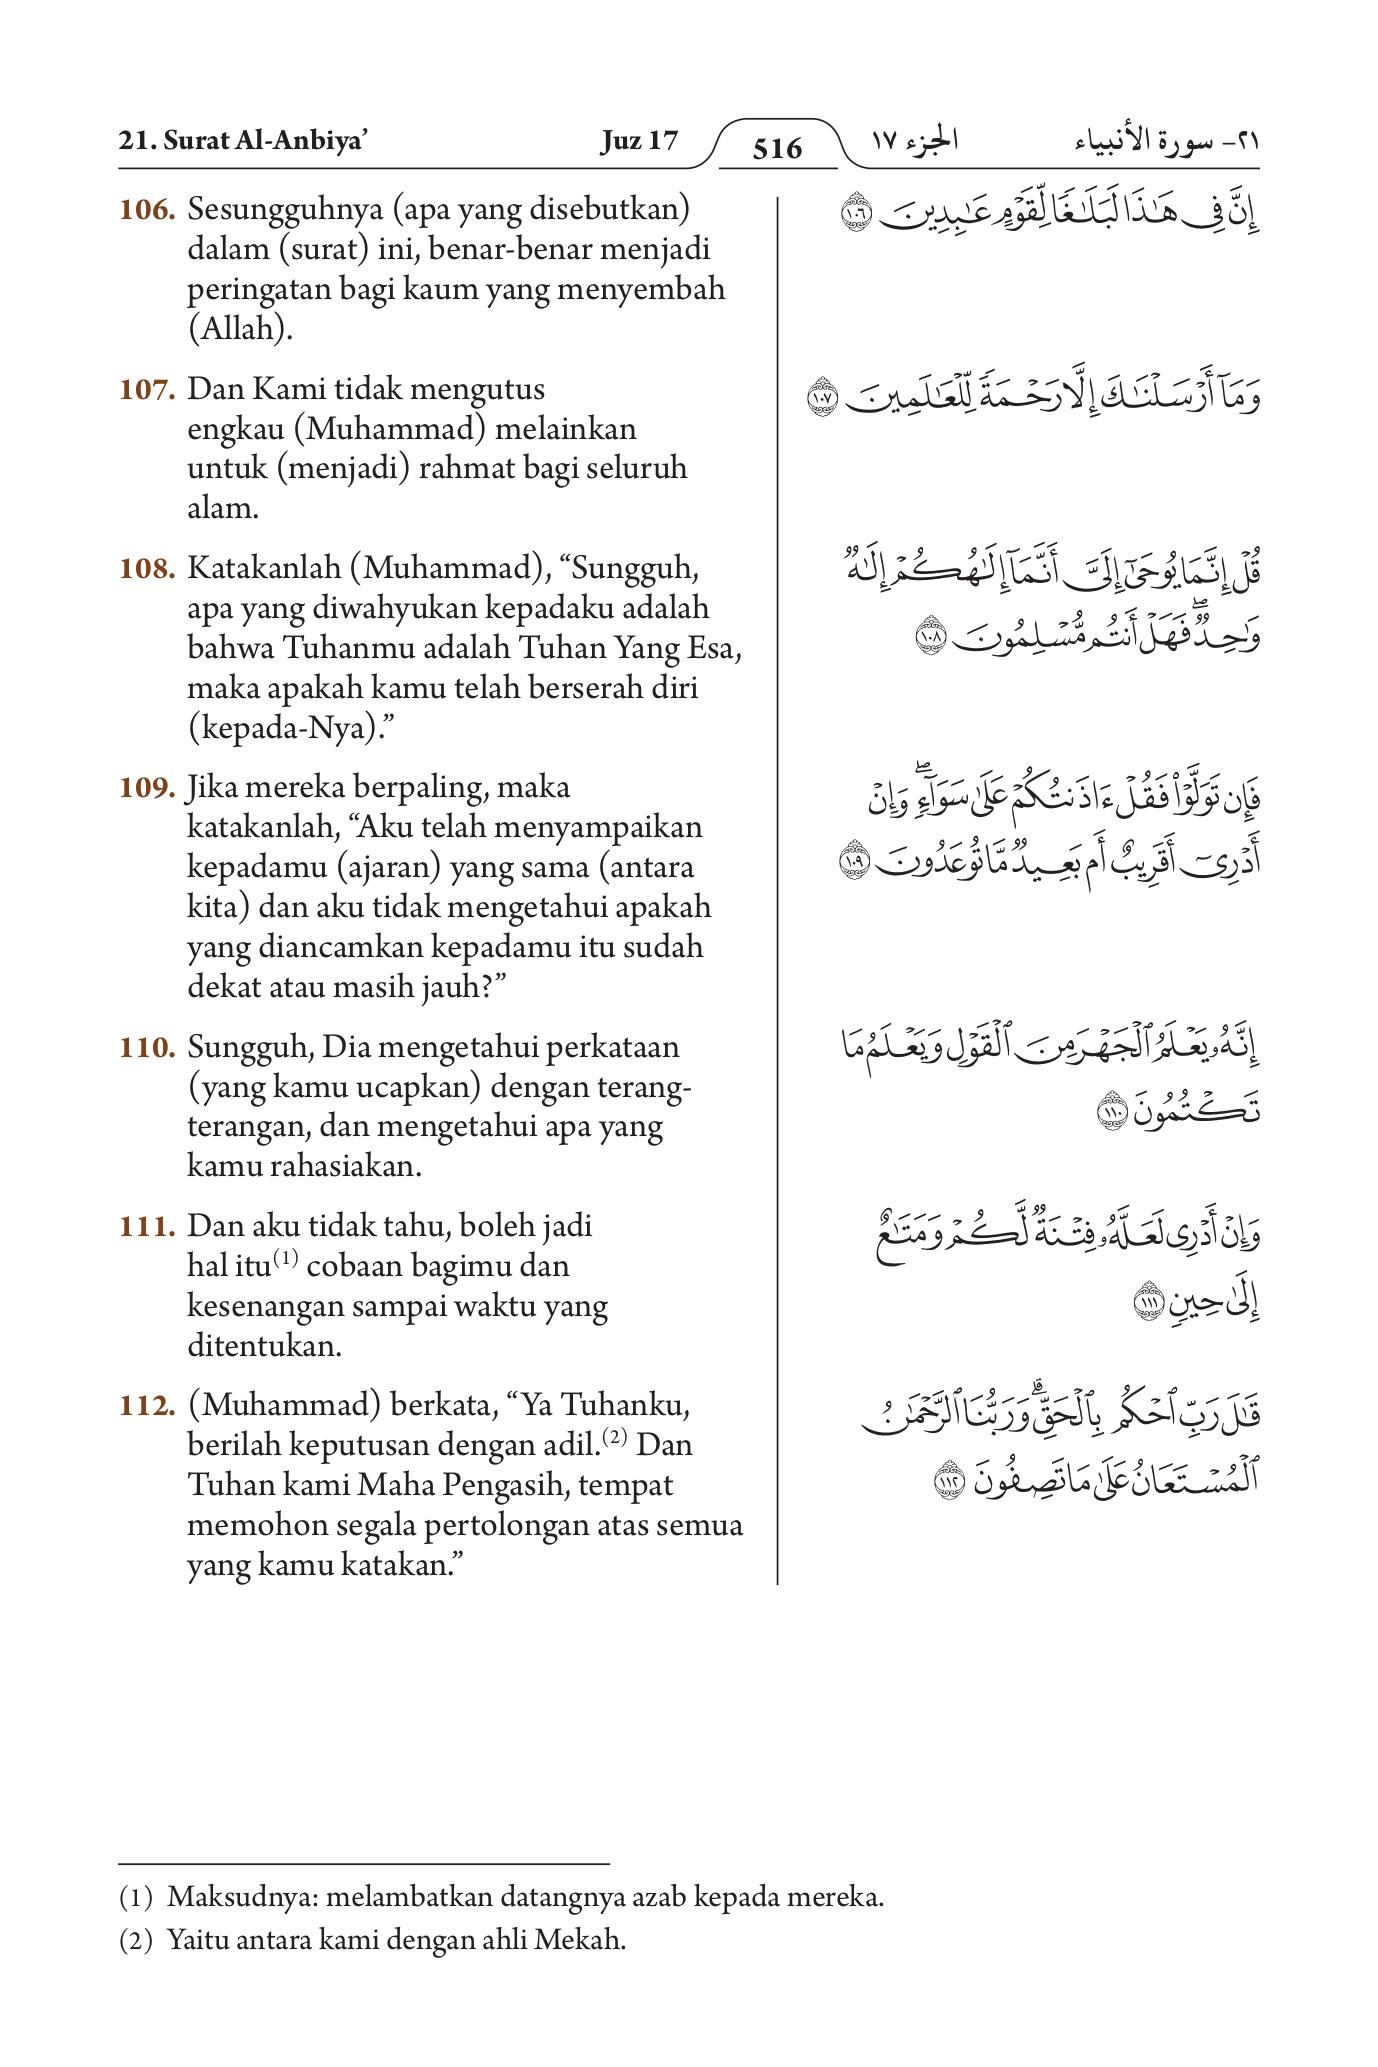 21. Surat Al-Anbiya’ Juz 17 516 الجزء ١٧ ٢١- سورة الأنبياء
106. Sesungguhnya (apa yang disebutkan)
dalam (surat) ini, benar-benar menjadi
peringatan bagi kaum yang menyembah
(Allah).
107. Dan Kami tidak mengutus
engkau (Muhammad) melainkan
untuk (menjadi) rahmat bagi seluruh
alam.
108. Katakanlah (Muhammad), “Sungguh,
apa yang diwahyukan kepadaku adalah
bahwa Tuhanmu adalah Tuhan Yang Esa,
maka apakah kamu telah berserah diri
(kepada-Nya).”
109. Jika mereka berpaling, maka
katakanlah, “Aku telah menyampaikan
kepadamu (ajaran) yang sama (antara
kita) dan aku tidak mengetahui apakah
yang diancamkan kepadamu itu sudah
dekat atau masih jauh?”
110. Sungguh, Dia mengetahui perkataan
(yang kamu ucapkan) dengan terang-
terangan, dan mengetahui apa yang
kamu rahasiakan.
111. Dan aku tidak tahu, boleh jadi
hal itu(1) cobaan bagimu dan
kesenangan sampai waktu yang
ditentukan.
112. (Muhammad) berkata, “Ya Tuhanku,
berilah keputusan dengan adil.(2) Dan
Tuhan kami Maha Pengasih, tempat
memohon segala pertolongan atas semua
yang kamu katakan.”
إِنَّ فِى هَٰذَا لَبَلَٰغًا لِّقَوْمٍ عَٰبِدِينَ ١٠٦
وَمَآ أَرْسَلْنَٰكَ إِلَّا رَحْمَةً لِّلْعَٰلَمِينَ ١٠٧
قُلْ إِنَّمَا يُوحَىٰٓ إِلَىَّ أَنَّمَآ إِلَٰهُكُمْ إِلَٰهٌ
وَٰحِدٌ ۖ فَهَلْ أَنتُم مُّسْلِمُونَ ١٠٨
فَإِن تَوَلَّوْا۟ فَقُلْ ءَاذَنتُكُمْ عَلَىٰ سَوَآءٍ ۖ وَإِنْ
أَدْرِىٓ أَقَرِيبٌ أَم بَعِيدٌ مَّا تُوعَدُونَ ١٠٩
إِنَّهُۥ يَعْلَمُ ٱلْجَهْرَ مِنَ ٱلْقَوْلِ وَيَعْلَمُ مَا
تَكْتُمُونَ ١١٠
وَإِنْ أَدْرِى لَعَلَّهُۥ فِتْنَةٌ لَّكُمْ وَمَتَٰعٌ
إِلَىٰ حِينٍ ١١١
قَٰلَ رَبِّ ٱحْكُم بِٱلْحَقِّ ۗ وَرَبُّنَا ٱلرَّحْمَٰنُ
ٱلْمُسْتَعَانُ عَلَىٰ مَا تَصِفُونَ ١١٢
(1) Maksudnya: melambatkan datangnya azab kepada mereka.
(2) Yaitu antara kami dengan ahli Mekah.